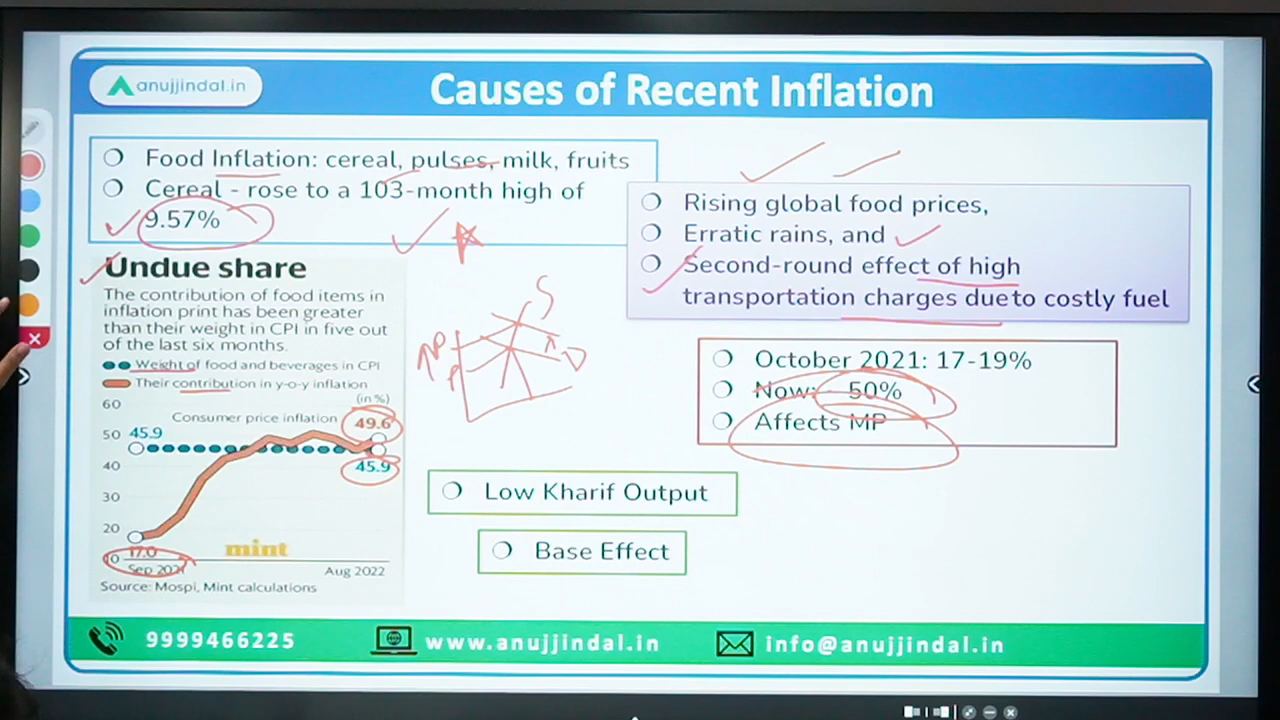 anujjindal.in
Causes of Recent Inflation
Food Inflation: cereal, pulses, milk, fruits
Cereal - rose to a 103-month high of
9.57%
Rising global food prices,
Erratic rains, and
Second-round effect of high
transportation charges due to costly fuel
Undue share
The contribution of food items in
inflation print has been greater
than their weight in CPI in five out
of the last six months.
Weight of food and beverages in CPI
Their contribution in y-o-y inflation
(in %)
60
Consumer price inflation
49.6
50
45.9
40
45.9
30
20
17.0
10
Sep 2021
Aug 2022
mint
Source: Mospi, Mint calculations
S
P
P
D
October 2021: 17-19%
Now: - 50%
Affects MP
Low Kharif Output
Base Effect
9999466225
www.anujjindal.in
info@anujjindal.in